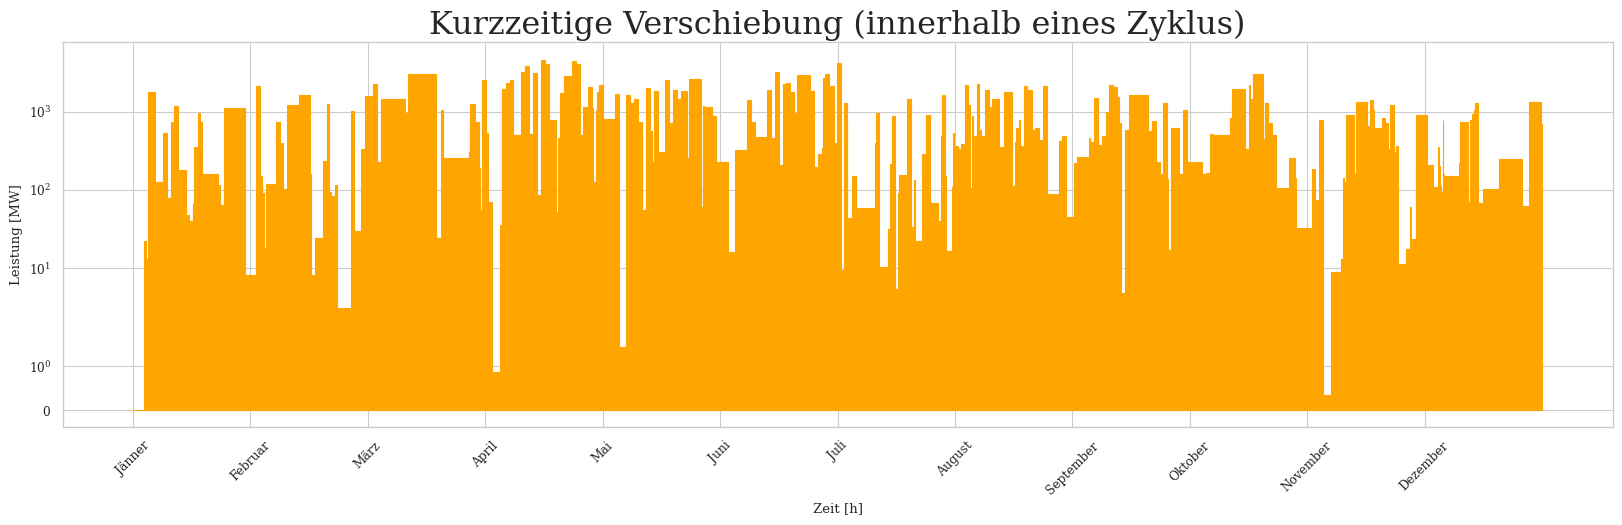 Kurzzeitige Verschiebung (innerhalb eines Zyklus)
Leistung [MW]
10³
10²
10¹
10⁰
0
Jänner
Februar
März
April
Mai
Juni
Juli
August
September
Oktober
November
Dezember
Zeit [h]